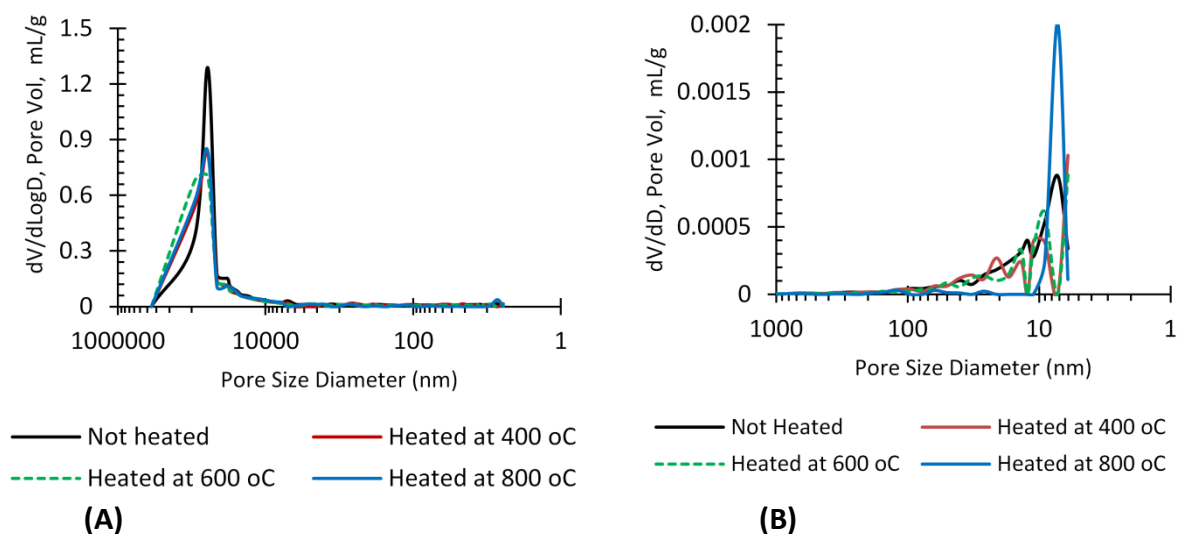 dV/dLogD, Pore Vol, mL/g
1.5
1.2
0.9
0.6
0.3
0
1000000
10000
100
1
Pore Size Diameter (nm)
Not heated
Heated at 400 oC
Heated at 600 oC
Heated at 800 oC
(A)
dV/dD, Pore Vol, mL/g
0.002
0.0015
0.001
0.0005
0
1000
100
10
1
Pore Size Diameter (nm)
Not Heated
Heated at 400 oC
Heated at 600 oC
Heated at 800 oC
(B)